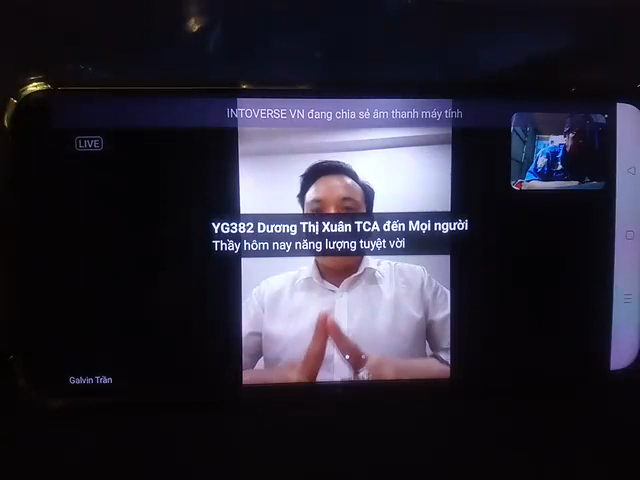 INTOVERSE VN đang chia sẻ âm thanh máy tính
LIVE
YG382 Dương Thị Xuân TCA đến Mọi người
Thầy hôm nay năng lượng tuyệt vời
Galvin Trần